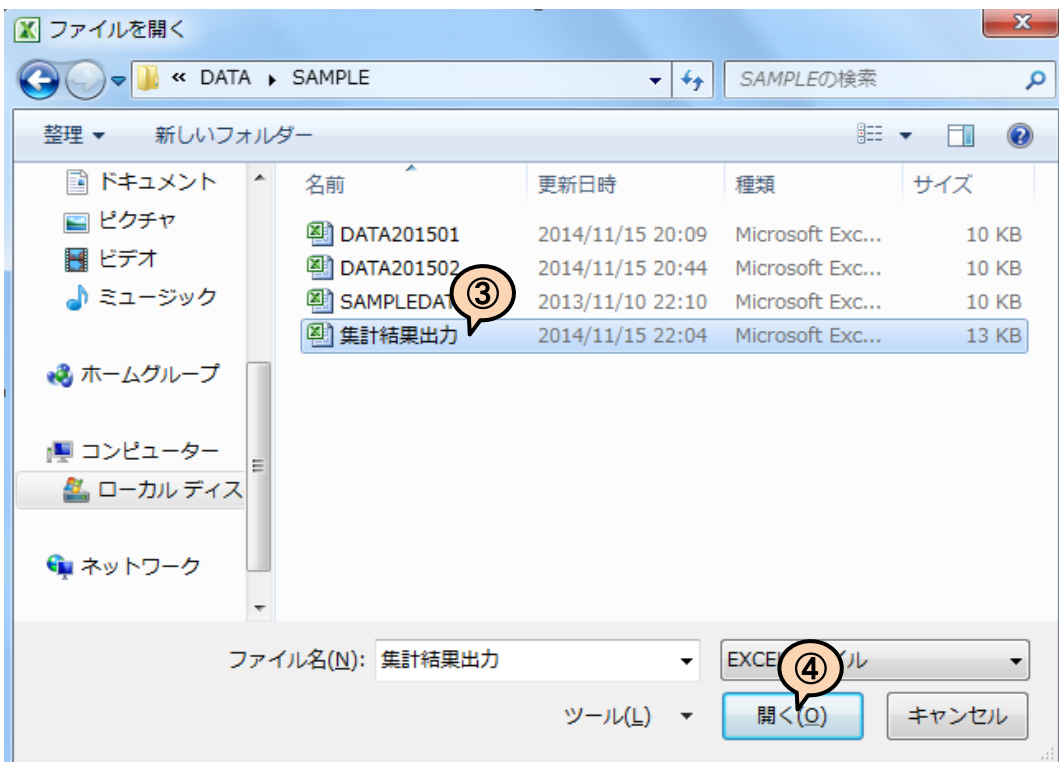 ファイルを開く
« DATA ▸ SAMPLE
SAMPLEの検索
整理 ▼ 新しいフォルダー
ドキュメント
ピクチャ
ビデオ
ミュージック
ホームグループ
コンピューター
ローカル ディス
ネットワーク
名前 更新日時 種類 サイズ
DATA201501 2014/11/15 20:09 Microsoft Exc... 10 KB
DATA201502 2014/11/15 20:44 Microsoft Exc... 10 KB
SAMPLEDAT 2013/11/10 22:10 Microsoft Exc... 10 KB
③
集計結果出力 2014/11/15 22:04 Microsoft Exc... 13 KB
ファイル名(N): 集計結果出力
④
ツール(L) ▼ 開く(O) キャンセル